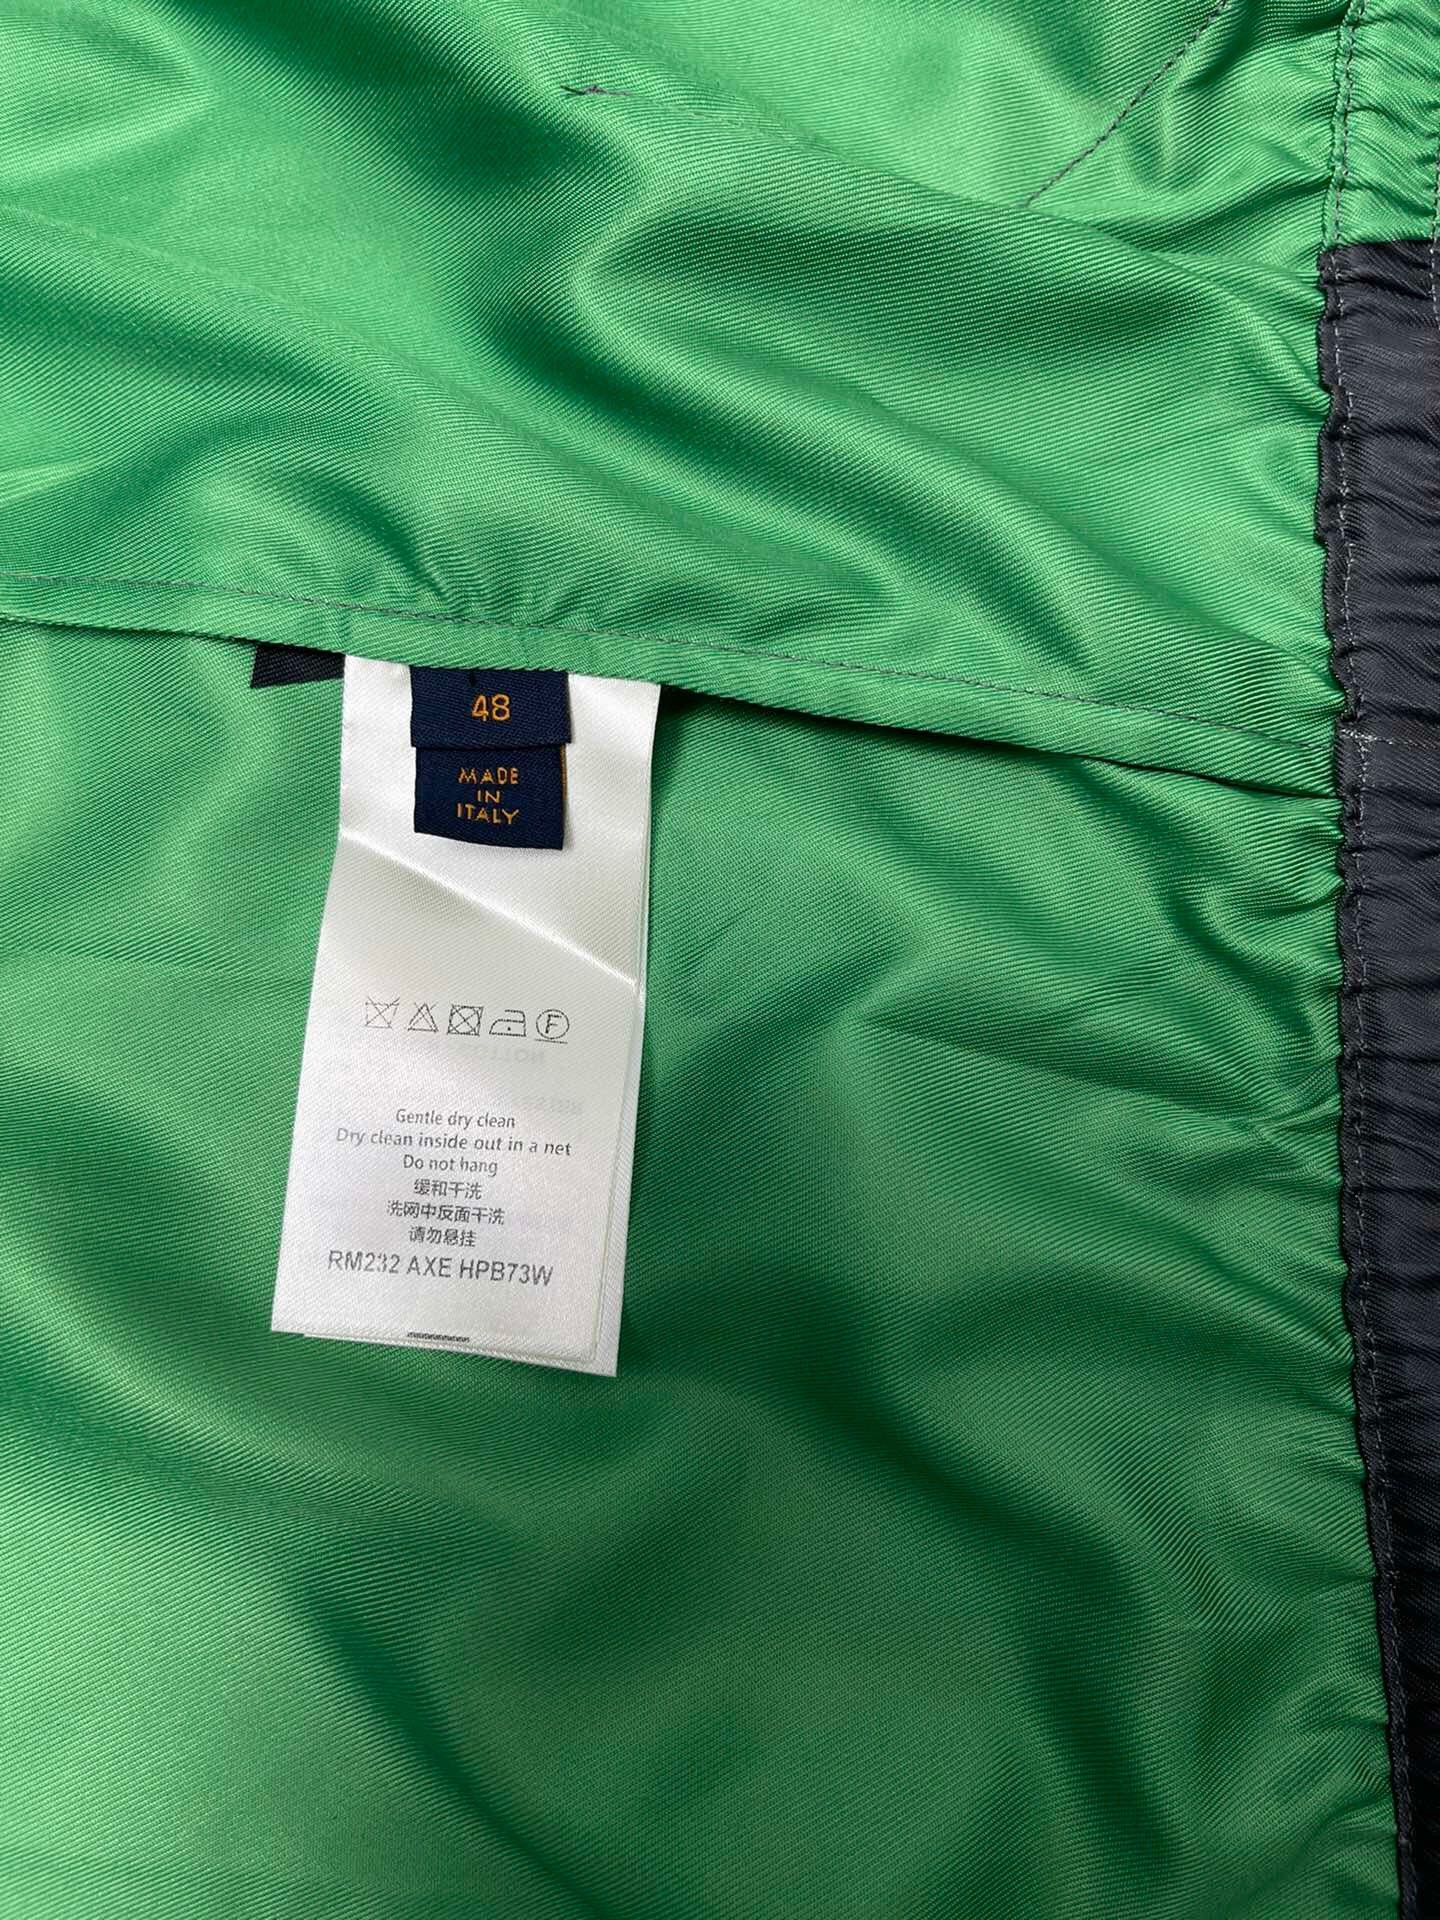 48
MADE
IN
ITALY
F
Gentle dry clean
Dry clean inside out in a net
Do not hang
缓和干洗
洗网中反面干洗
请勿悬挂
RM232 AXE HPB73W